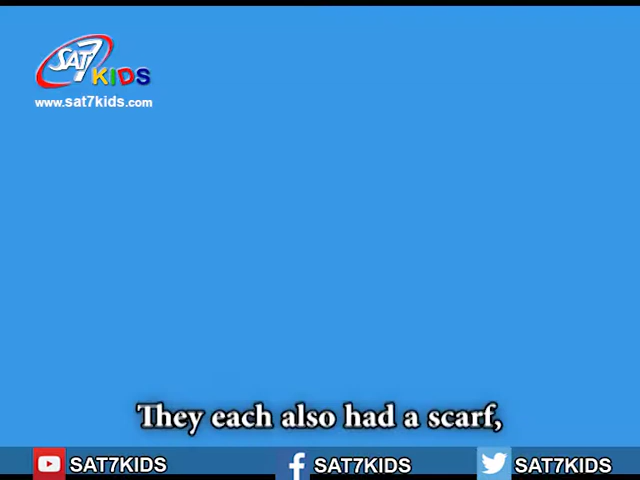 SAT7
KIDS
www.sat7kids.com
They each also had a scarf,
SAT7KIDS
SAT7KIDS
SAT7KIDS